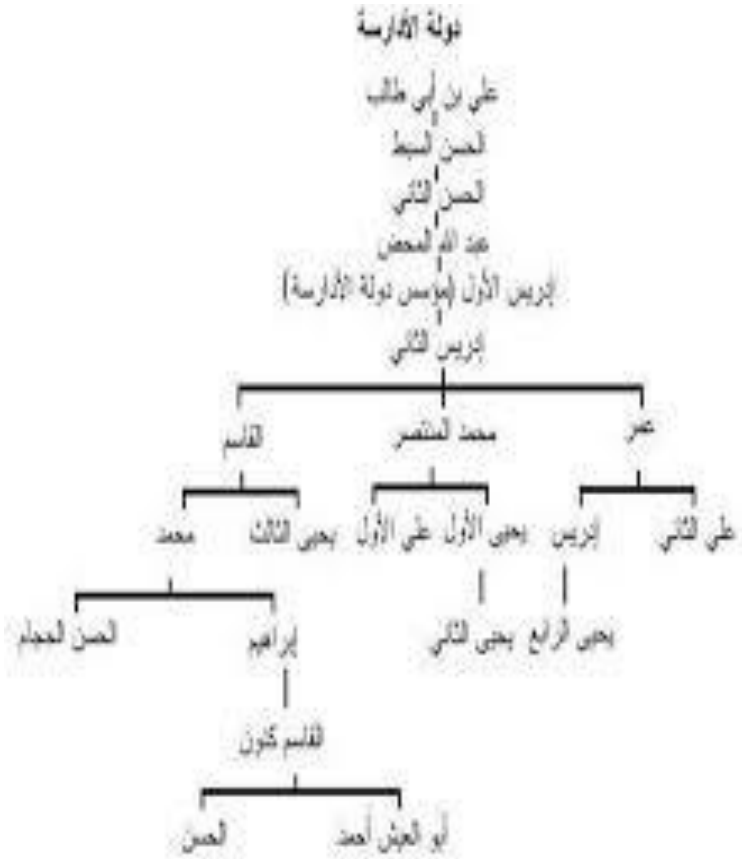 دولة الأدارسة
علي بن أبي طالب
الحسن السبط
الحسن الثاني
عبد الله المحض
إدريس الأول (مؤسس دولة الأدارسة)
إدريس الثاني
عمر محمد المنتصر القاسم
علي الثاني إدريس يحيى الأول علي الأول يحيى الثالث محمد
يحيى الرابع يحيى الثاني إبراهيم الحسن الحجام
القاسم كنون
أبو العيش أحمد الحسن